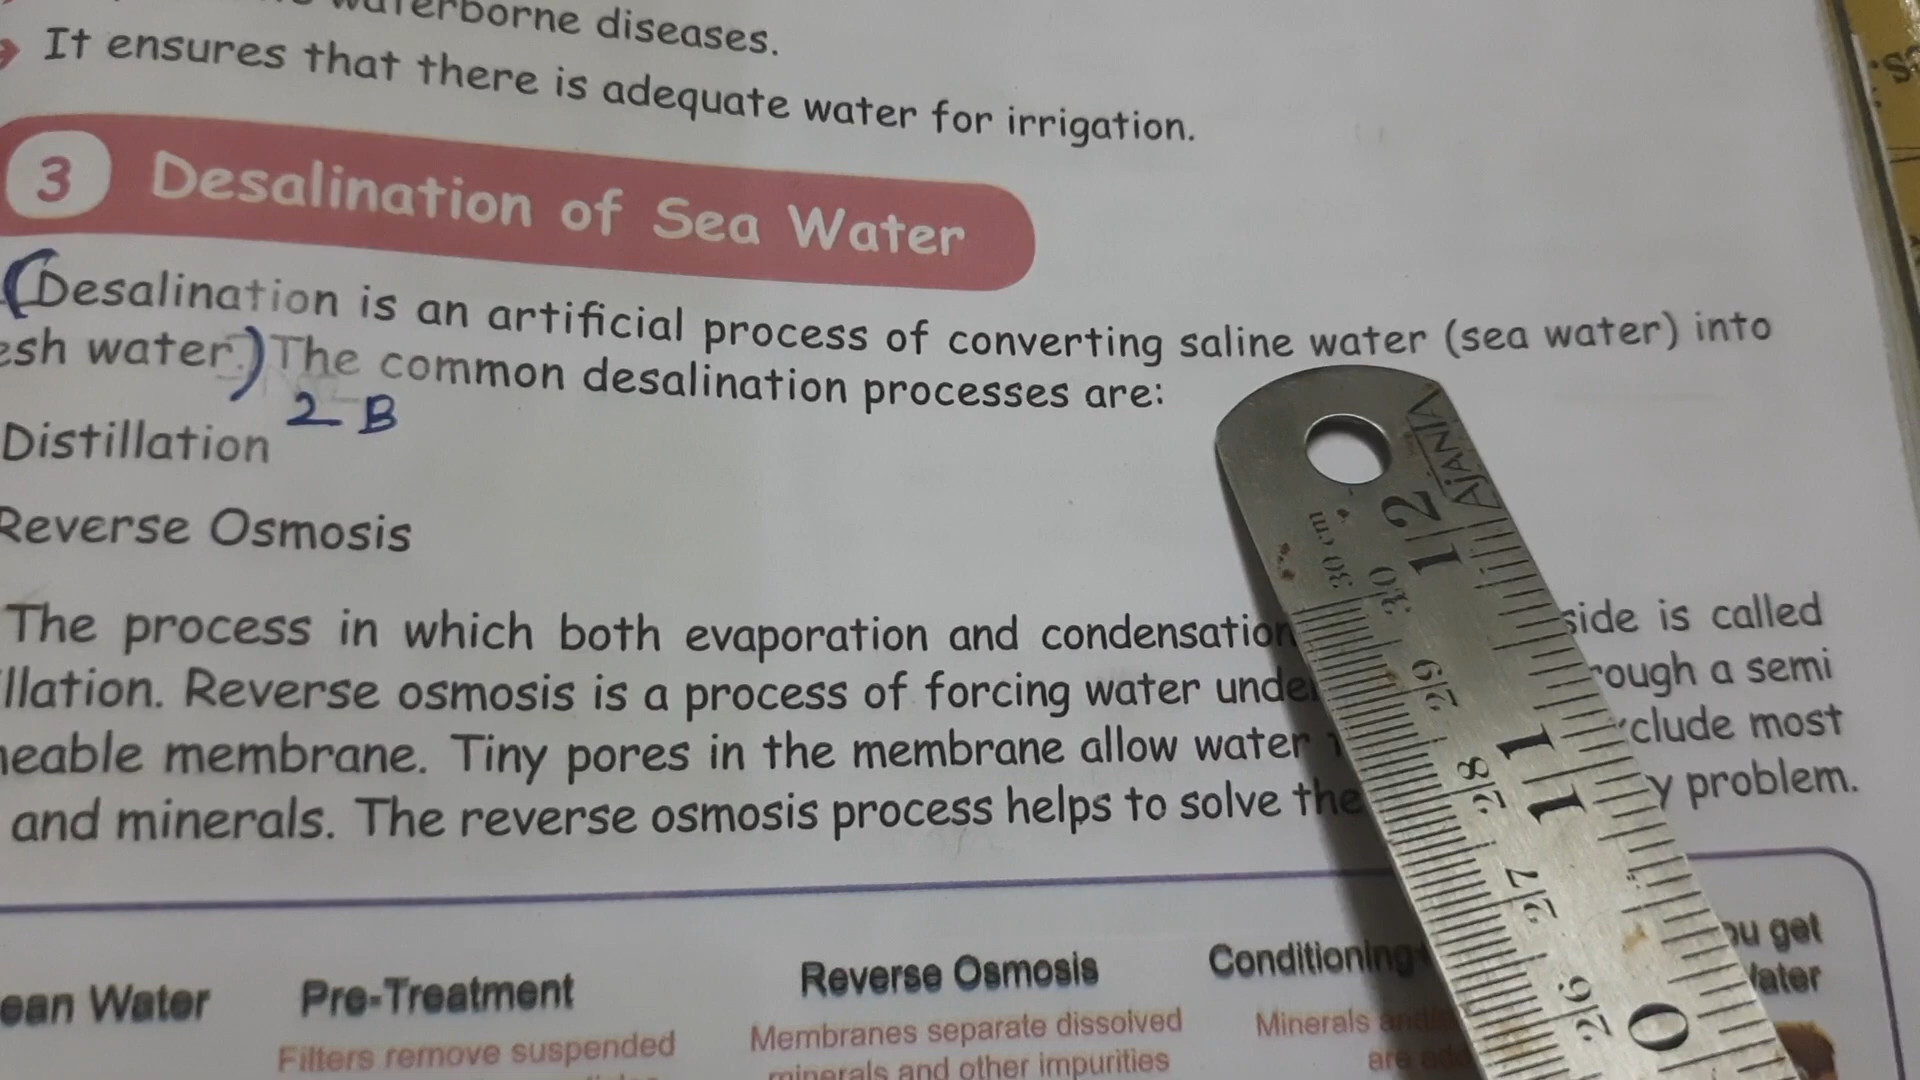 waterborne diseases.
It ensures that there is adequate water for irrigation.
3 Desalination of Sea Water
(Desalination is an artificial process of converting saline water (sea water) into
esh water.) The common desalination processes are:
2 B
Distillation
Reverse Osmosis
The process in which both evaporation and condensation side is called
llation. Reverse osmosis is a process of forcing water under rough a semi
eable membrane. Tiny pores in the membrane allow water clude most
and minerals. The reverse osmosis process helps to solve the y problem.
ean Water
Pre-Treatment
Filters remove suspended
Reverse Osmosis
Membranes separate dissolved
minerals and other impurities
Conditioning
Minerals and
are
ou get
Water
AJANTA
12
30 cm
30
29
11
28
27
26
0